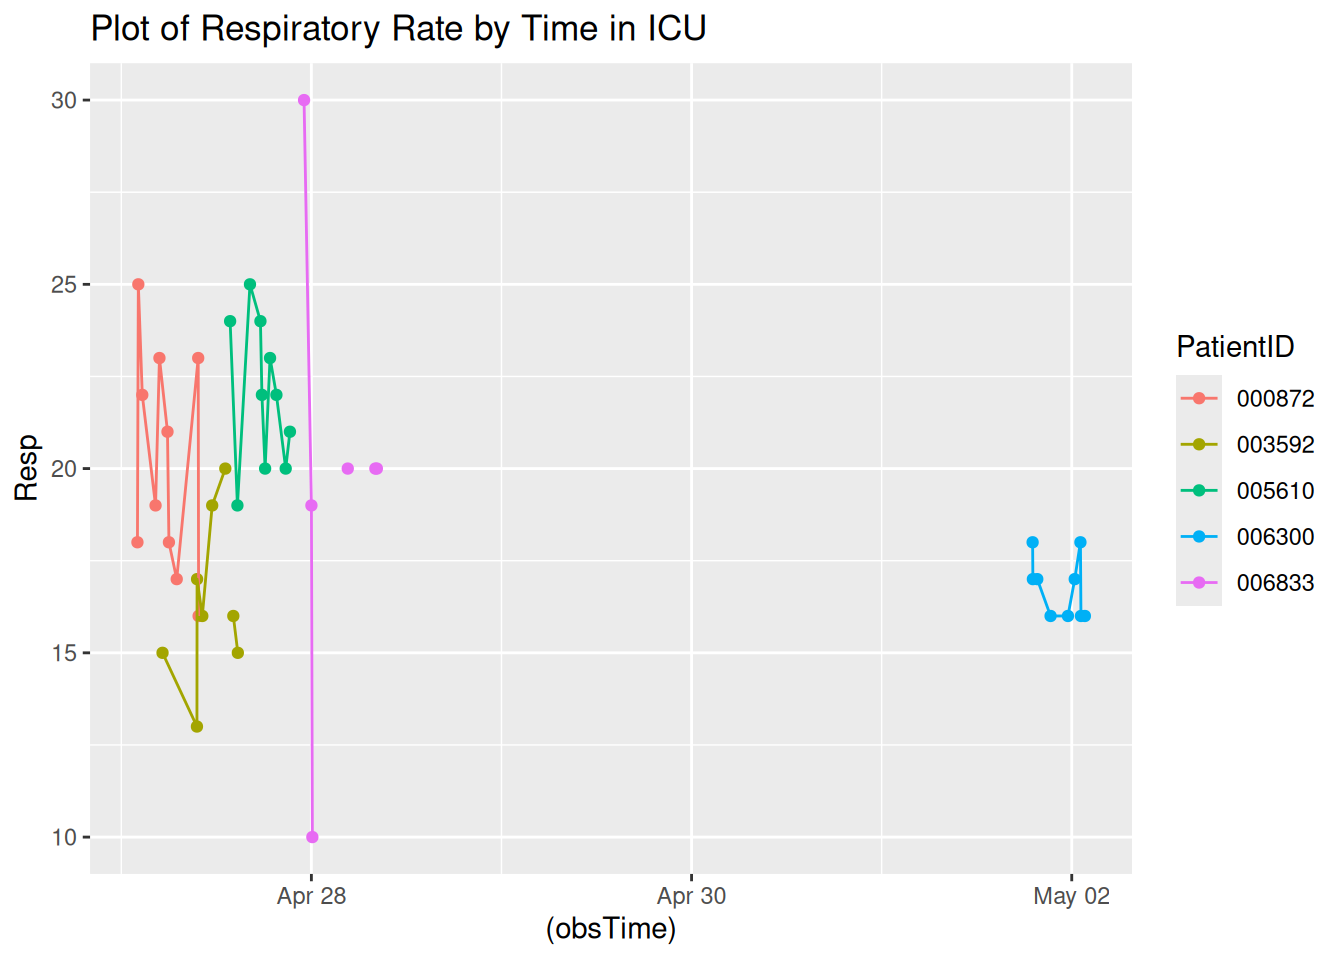 Plot of Respiratory Rate by Time in ICU
30
25
20
15
10
Resp
Apr 28
Apr 30
May 02
(obsTime)
PatientID
000872
003592
005610
006300
006833